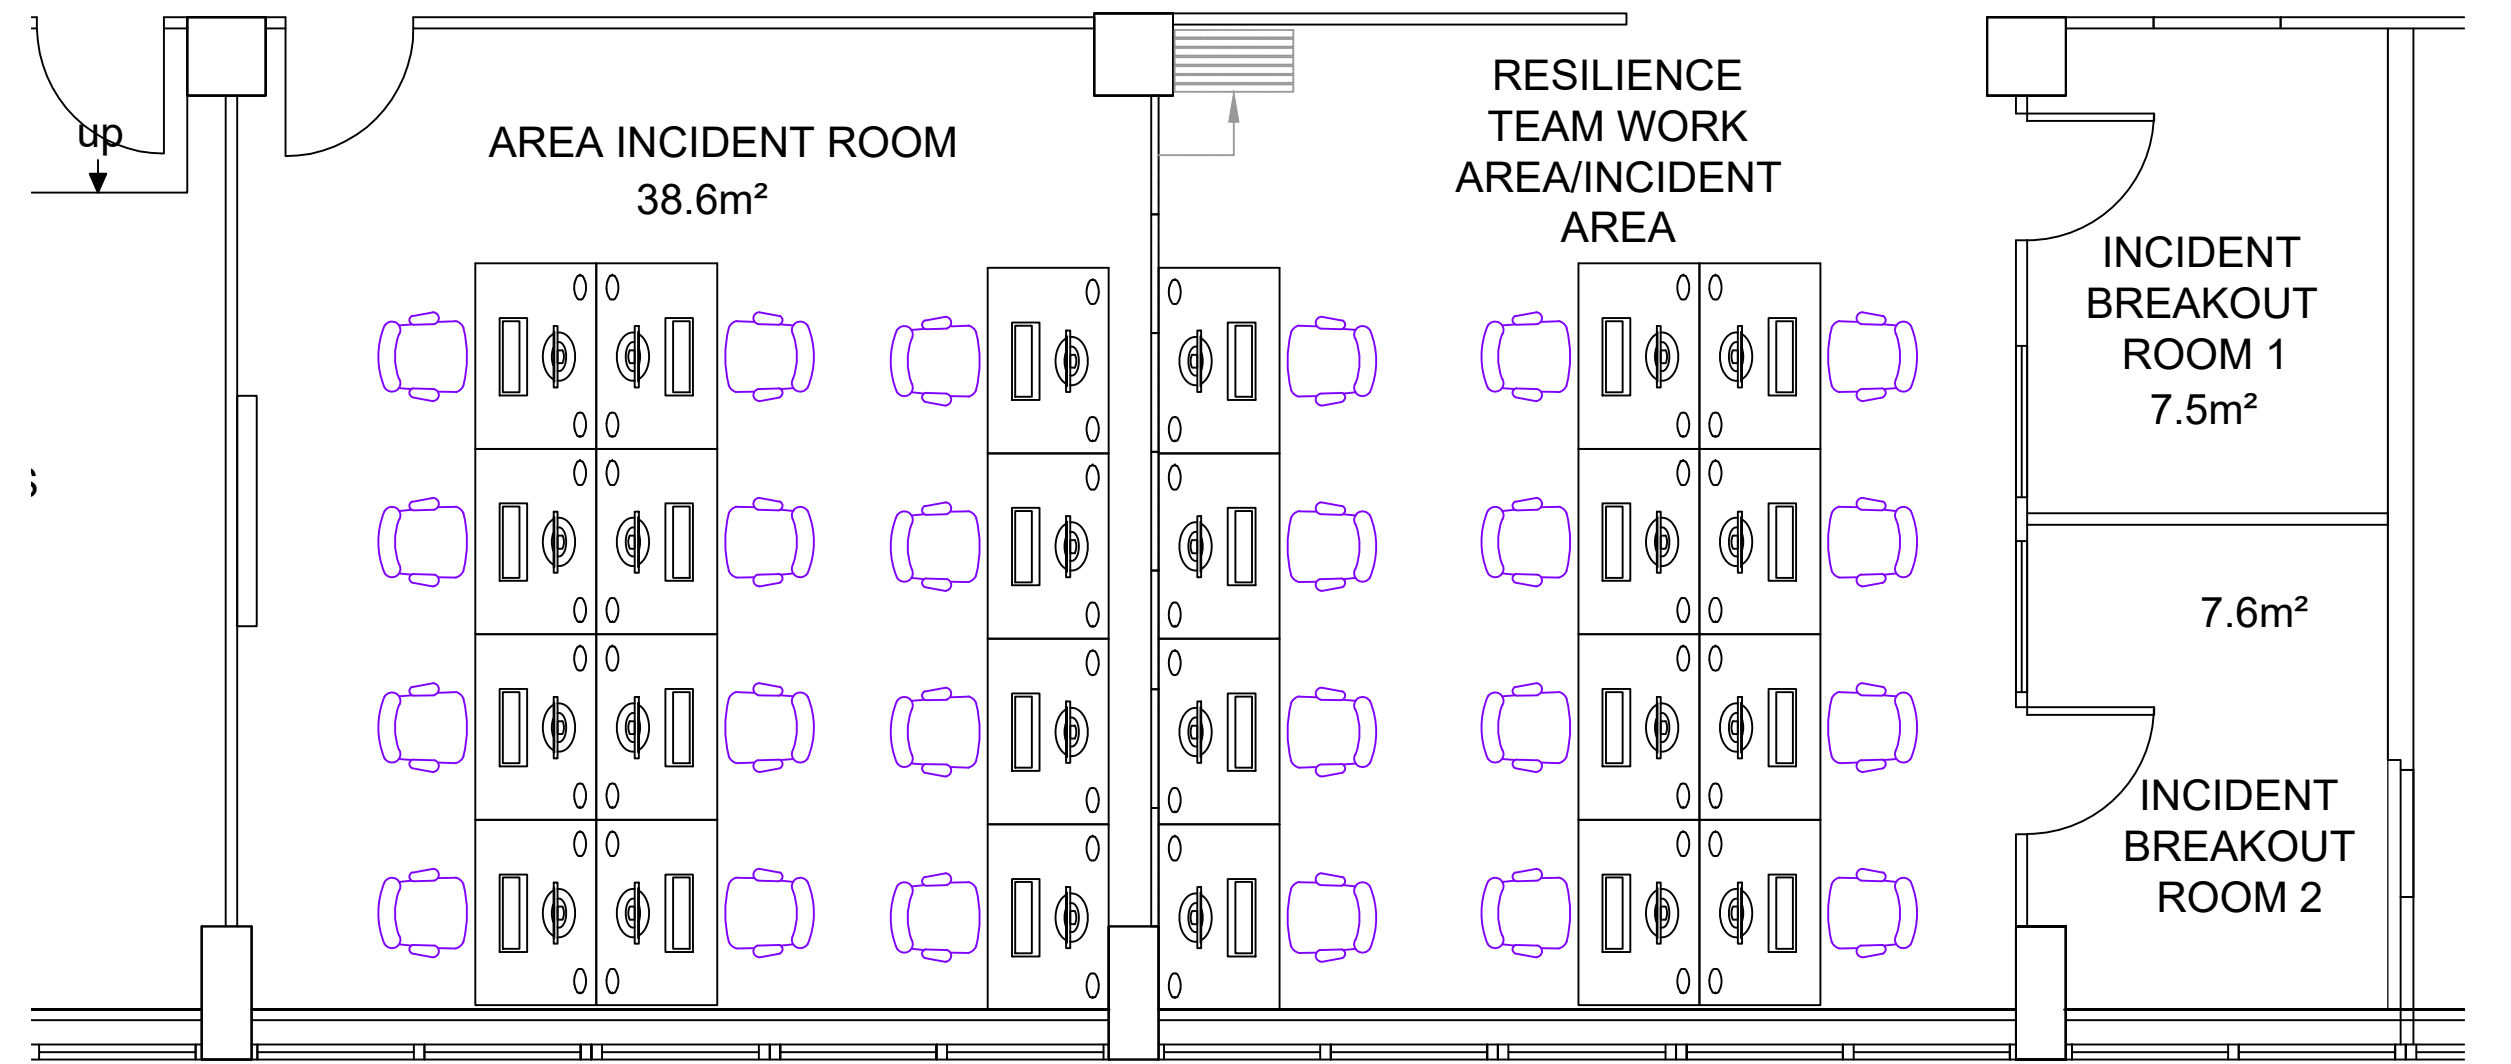 up
AREA INCIDENT ROOM
38.6m²
RESILIENCE
TEAM WORK
AREA/INCIDENT
AREA
INCIDENT
BREAKOUT
ROOM 1
7.5m²
7.6m²
INCIDENT
BREAKOUT
ROOM 2